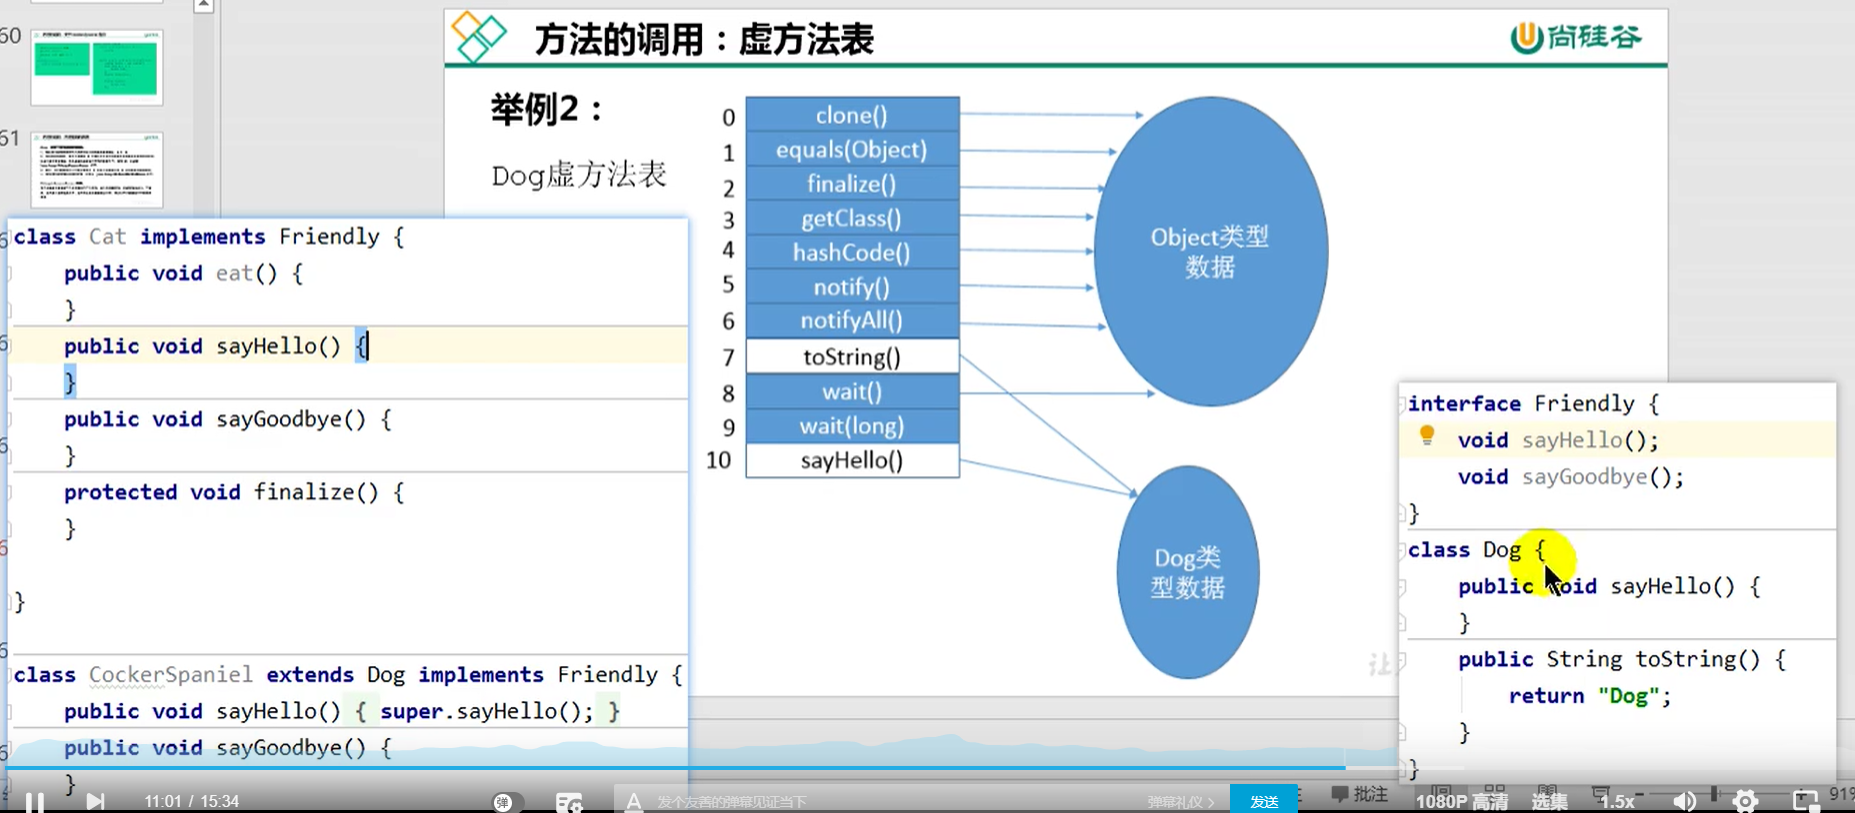 60
61
方法的调用：虚方法表
尚硅谷
举例2：
Dog虚方法表
0 clone()
1 equals(Object)
2 finalize()
3 getClass()
4 hashCode()
5 notify()
6 notifyAll()
7 toString()
8 wait()
9 wait(long)
10 sayHello()
Object类型
数据
Dog类
型数据
class Cat implements Friendly {
public void eat() {
}
public void sayHello() {
}
public void sayGoodbye() {
}
protected void finalize() {
}
}
class CockerSpaniel extends Dog implements Friendly {
public void sayHello() { super.sayHello(); }
public void sayGoodbye() {
}
interface Friendly {
void sayHello();
void sayGoodbye();
}
class Dog {
public void sayHello() {
}
public String toString() {
return "Dog";
}
}
让
批注
91%
11:01 / 15:34
弹
A
发个友善的弹幕见证当下
弹幕礼仪 >
发送
1080P 高清
选集
1.5x